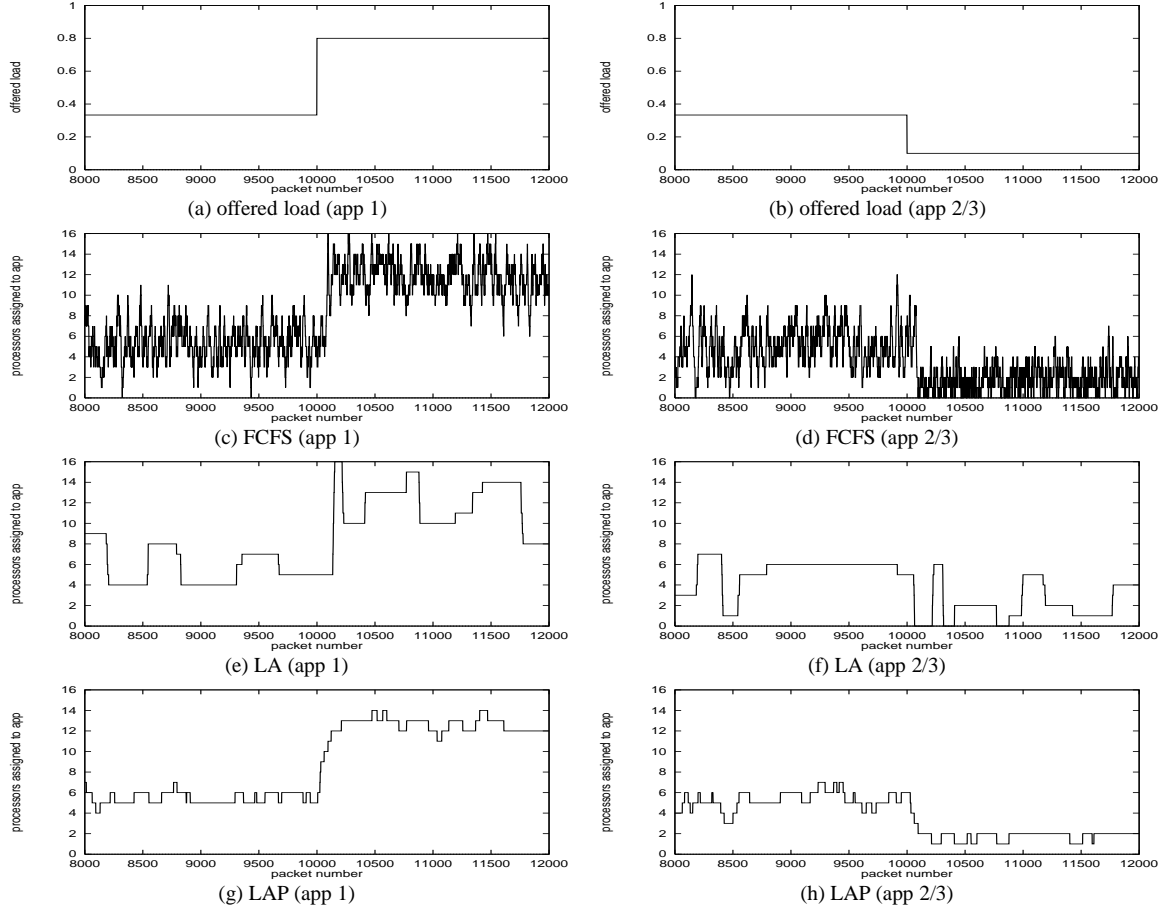 1
0.8
0.6
0.4
0.2
0
offered load
8000 8500 9000 9500 10000 10500 11000 11500 12000
packet number
(a) offered load (app 1)
1
0.8
0.6
0.4
0.2
0
offered load
8000 8500 9000 9500 10000 10500 11000 11500 12000
packet number
(b) offered load (app 2/3)
16
14
12
10
8
6
4
2
0
processors assigned to app
8000 8500 9000 9500 10000 10500 11000 11500 12000
packet number
(c) FCFS (app 1)
16
14
12
10
8
6
4
2
0
processors assigned to app
8000 8500 9000 9500 10000 10500 11000 11500 12000
packet number
(d) FCFS (app 2/3)
16
14
12
10
8
6
4
2
0
processors assigned to app
8000 8500 9000 9500 10000 10500 11000 11500 12000
packet number
(e) LA (app 1)
16
14
12
10
8
6
4
2
0
processors assigned to app
8000 8500 9000 9500 10000 10500 11000 11500 12000
packet number
(f) LA (app 2/3)
16
14
12
10
8
6
4
2
0
processors assigned to app
8000 8500 9000 9500 10000 10500 11000 11500 12000
packet number
(g) LAP (app 1)
16
14
12
10
8
6
4
2
0
processors assigned to app
8000 8500 9000 9500 10000 10500 11000 11500 12000
packet number
(h) LAP (app 2/3)